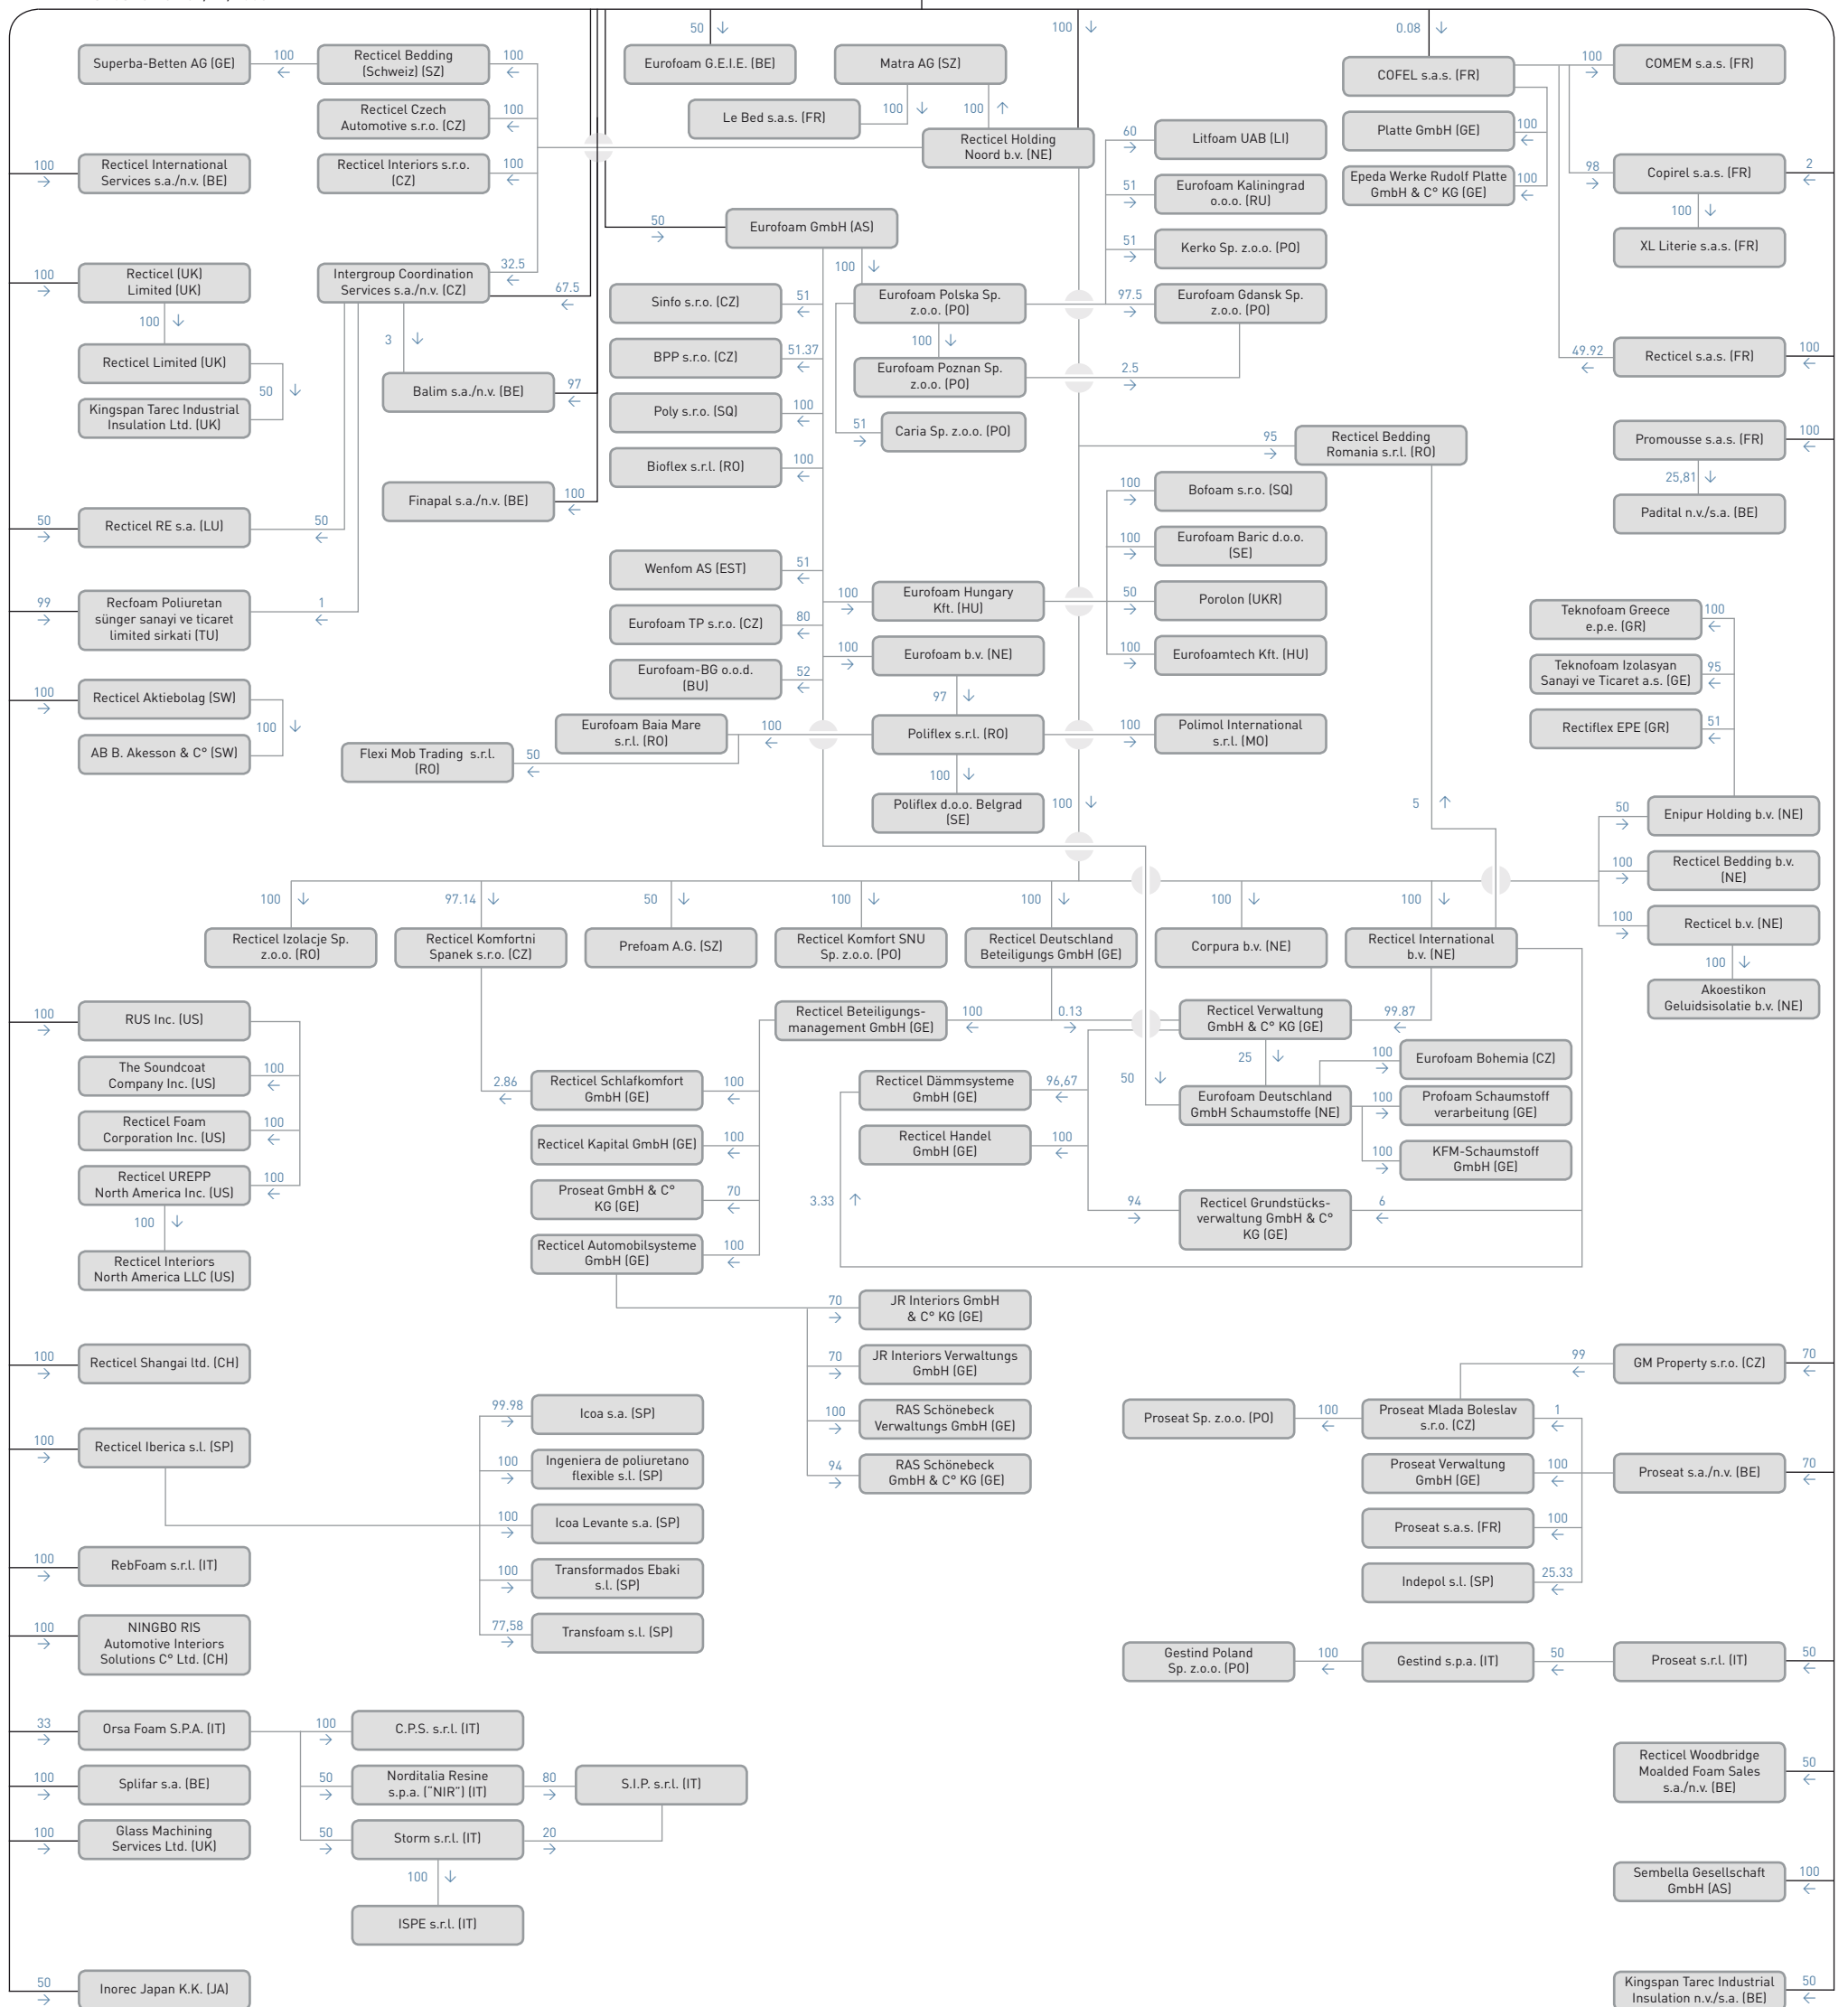 50
100
0.08
Superba-Betten AG (GE)
100
Recticel Bedding
(Schweiz) (SZ)
100
Eurofoam G.E.I.E. (BE)
Matra AG (SZ)
COFEL s.a.s. (FR)
100
COMEM s.a.s. (FR)
Recticel Czech
Automotive s.r.o. (CZ)
100
Le Bed s.a.s. (FR)
100
100
Recticel Holding
Noord b.v. (NE)
60
Litfoam UAB (LI)
Platte GmbH (GE)
100
100
Recticel International
Services s.a./n.v. (BE)
Recticel Interiors s.r.o.
(CZ)
100
51
Eurofoam Kaliningrad
o.o.o. (RU)
Epeda Werke Rudolf Platte
GmbH & C° KG (GE)
100
98
Copirel s.a.s. (FR)
2
100
XL Literie s.a.s. (FR)
50
Eurofoam GmbH (AS)
51
Kerko Sp. z.o.o. (PO)
100
Recticel (UK)
Limited (UK)
Intergroup Coordination
Services s.a./n.v. (CZ)
32.5
67.5
100
Sinfo s.r.o. (CZ)
51
Eurofoam Polska Sp.
z.o.o. (PO)
97.5
Eurofoam Gdansk Sp.
z.o.o. (PO)
100
3
100
Recticel Limited (UK)
50
Kingspan Tarec Industrial
Insulation Ltd. (UK)
BPP s.r.o. (CZ)
51.37
Eurofoam Poznan Sp.
z.o.o. (PO)
2.5
49.92
Recticel s.a.s. (FR)
100
Balim s.a./n.v. (BE)
97
Poly s.r.o. (SQ)
100
51
Caria Sp. z.o.o. (PO)
95
Recticel Bedding
Romania s.r.l. (RO)
Promousse s.a.s. (FR)
100
25,81
Padital n.v./s.a. (BE)
Bioflex s.r.l. (RO)
100
Finapal s.a./n.v. (BE)
100
100
Bofoam s.r.o. (SQ)
50
Recticel RE s.a. (LU)
50
100
Eurofoam Baric d.o.o.
(SE)
Wenfom AS (EST)
51
99
Recfoam Poliuretan
sünger sanayi ve ticaret
limited sirkati (TU)
1
100
Eurofoam Hungary
Kft. (HU)
50
Porolon (UKR)
Teknofoam Greece
e.p.e. (GR)
100
Eurofoam TP s.r.o. (CZ)
80
100
Eurofoam b.v. (NE)
100
Eurofoamtech Kft. (HU)
Teknofoam Izolasyan
Sanayi ve Ticaret a.s. (GE)
95
Eurofoam-BG o.o.d.
(BU)
52
100
Recticel Aktiebolag (SW)
100
AB B. Akesson & C° (SW)
97
Rectiflex EPE (GR)
51
Eurofoam Baia Mare
s.r.l. (RO)
100
Poliflex s.r.l. (RO)
100
Polimol International
s.r.l. (MO)
Flexi Mob Trading  s.r.l.
(RO)
50
100
Poliflex d.o.o. Belgrad
(SE)
100
5
50
Enipur Holding b.v. (NE)
100
Recticel Bedding b.v.
(NE)
100
Recticel b.v. (NE)
100
Akoestikon
Geluidsisolatie b.v. (NE)
100
97.14
50
100
100
100
100
Recticel Izolacje Sp.
z.o.o. (RO)
Recticel Komfortni
Spanek s.r.o. (CZ)
Prefoam A.G. (SZ)
Recticel Komfort SNU
Sp. z.o.o. (PO)
Recticel Deutschland
Beteiligungs GmbH (GE)
Corpura b.v. (NE)
Recticel International
b.v. (NE)
100
RUS Inc. (US)
Recticel Beteiligungs-
management GmbH (GE)
100
0.13
Recticel Verwaltung
GmbH & C° KG (GE)
99.87
The Soundcoat
Company Inc. (US)
100
25
100
Eurofoam Bohemia (CZ)
2.86
Recticel Schlafkomfort
GmbH (GE)
100
Recticel Dämmsysteme
GmbH (GE)
96,67
50
Eurofoam Deutschland
GmbH Schaumstoffe (NE)
100
Profoam Schaumstoff
verarbeitung (GE)
Recticel Foam
Corporation Inc. (US)
100
Recticel Kapital GmbH (GE)
100
Recticel Handel
GmbH (GE)
100
100
KFM-Schaumstoff
GmbH (GE)
Recticel UREPP
North America Inc. (US)
100
Proseat GmbH & C°
KG (GE)
70
3.33
94
Recticel Grundstücks-
verwaltung GmbH & C°
KG (GE)
6
100
Recticel Interiors
North America LLC (US)
Recticel Automobilsysteme
GmbH (GE)
100
70
JR Interiors GmbH
& C° KG (GE)
100
Recticel Shangai ltd. (CH)
70
JR Interiors Verwaltungs
GmbH (GE)
99
GM Property s.r.o. (CZ)
70
99.98
Icoa s.a. (SP)
100
RAS Schönebeck
Verwaltungs GmbH (GE)
Proseat Sp. z.o.o. (PO)
100
Proseat Mlada Boleslav
s.r.o. (CZ)
1
100
Recticel Iberica s.l. (SP)
100
Ingeniera de poliuretano
flexible s.l. (SP)
94
RAS Schönebeck
GmbH & C° KG (GE)
Proseat Verwaltung
GmbH (GE)
100
Proseat s.a./n.v. (BE)
70
100
Icoa Levante s.a. (SP)
Proseat s.a.s. (FR)
100
100
RebFoam s.r.l. (IT)
100
Transformados Ebaki
s.l. (SP)
Indepol s.l. (SP)
25.33
100
NINGBO RIS
Automotive Interiors
Solutions C° Ltd. (CH)
77,58
Transfoam s.l. (SP)
Gestind Poland
Sp. z.o.o. (PO)
100
Gestind s.p.a. (IT)
50
Proseat s.r.l. (IT)
50
33
Orsa Foam S.P.A. (IT)
100
C.P.S. s.r.l. (IT)
100
Splifar s.a. (BE)
50
Norditalia Resine
s.p.a. ("NIR") (IT)
80
S.I.P. s.r.l. (IT)
Recticel Woodbridge
Moalded Foam Sales
s.a./n.v. (BE)
50
100
Glass Machining
Services Ltd. (UK)
50
Storm s.r.l. (IT)
20
100
ISPE s.r.l. (IT)
Sembella Gesellschaft
GmbH (AS)
100
50
Inorec Japan K.K. (JA)
Kingspan Tarec Industrial
Insulation n.v./s.a. (BE)
50